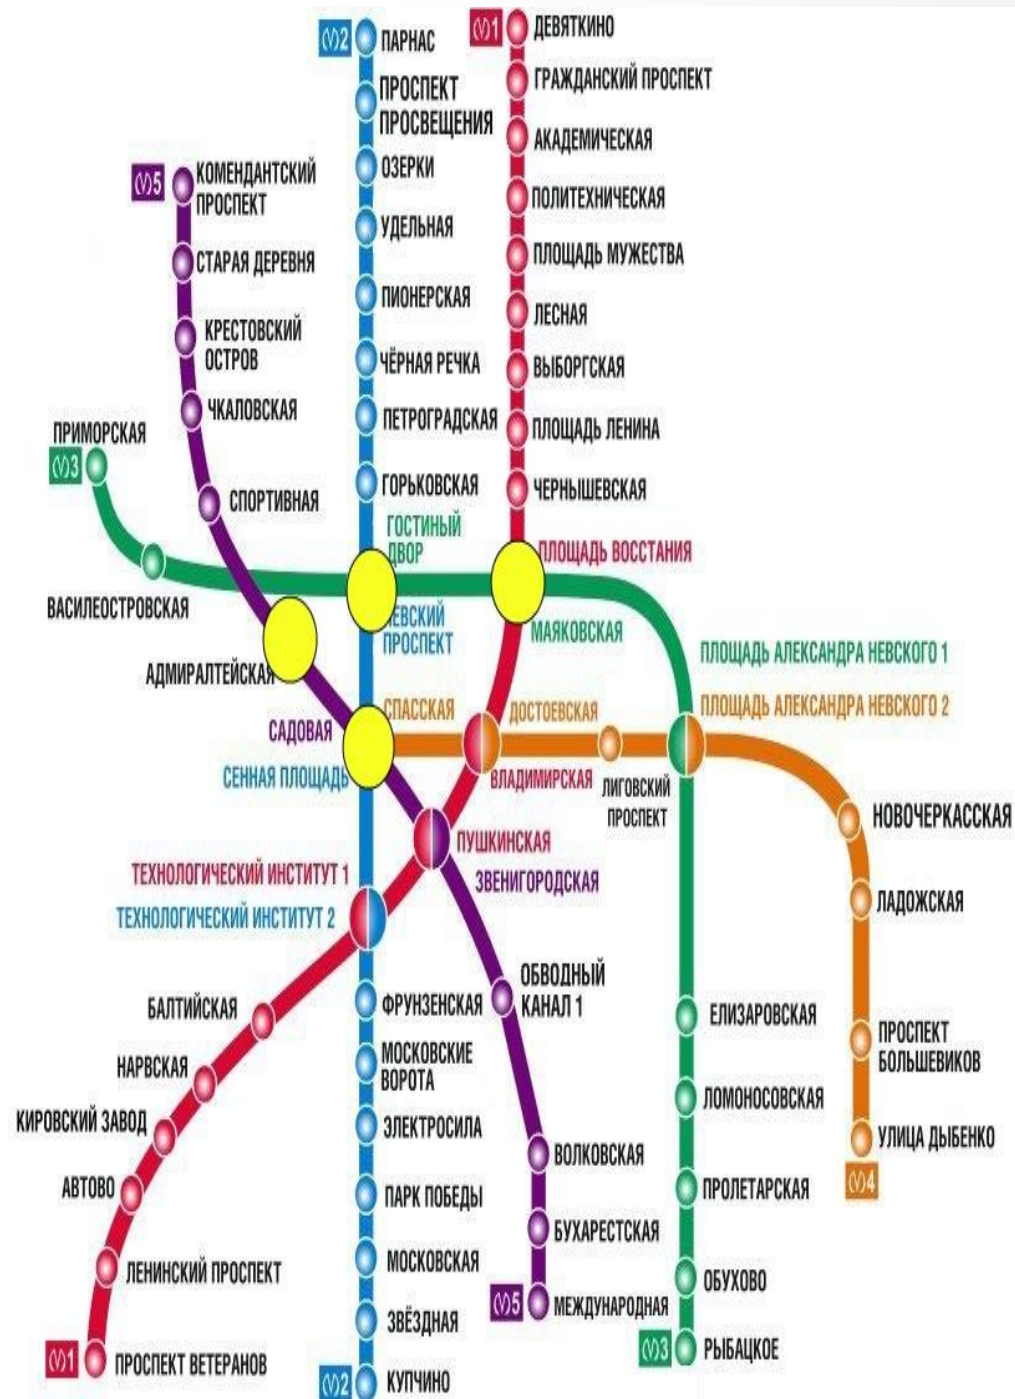 2
ПАРНАС
ПРОСПЕКТ
ПРОСВЕЩЕНИЯ
ОЗЕРКИ
УДЕЛЬНАЯ
ПИОНЕРСКАЯ
ЧЁРНАЯ РЕЧКА
ПЕТРОГРАДСКАЯ
ГОРЬКОВСКАЯ
ГОСТИНЫЙ
ДВОР
ЕВСКИЙ
ПРОСПЕКТ
1
ДЕВЯТКИНО
ГРАЖДАНСКИЙ ПРОСПЕКТ
АКАДЕМИЧЕСКАЯ
ПОЛИТЕХНИЧЕСКАЯ
ПЛОЩАДЬ МУЖЕСТВА
ЛЕСНАЯ
ВЫБОРГСКАЯ
ПЛОЩАДЬ ЛЕНИНА
ЧЕРНЫШЕВСКАЯ
ПЛОЩАДЬ ВОССТАНИЯ
МАЯКОВСКАЯ
5
КОМЕНДАНТСКИЙ
ПРОСПЕКТ
СТАРАЯ ДЕРЕВНЯ
КРЕСТОВСКИЙ
ОСТРОВ
ЧКАЛОВСКАЯ
СПОРТИВНАЯ
ПРИМОРСКАЯ
3
ВАСИЛЕОСТРОВСКАЯ
АДМИРАЛТЕЙСКАЯ
САДОВАЯ
СЕННАЯ ПЛОЩАДЬ
СПАССКАЯ
ДОСТОЕВСКАЯ
ВЛАДИМИРСКАЯ
ЛИГОВСКИЙ
ПРОСПЕКТ
ПЛОЩАДЬ АЛЕКСАНДРА НЕВСКОГО 1
ПЛОЩАДЬ АЛЕКСАНДРА НЕВСКОГО 2
НОВОЧЕРКАССКАЯ
ЛАДОЖСКАЯ
ПРОСПЕКТ
БОЛЬШЕВИКОВ
УЛИЦА ДЫБЕНКО
4
ПУШКИНСКАЯ
ЗВЕНИГОРОДСКАЯ
ТЕХНОЛОГИЧЕСКИЙ ИНСТИТУТ 1
ТЕХНОЛОГИЧЕСКИЙ ИНСТИТУТ 2
БАЛТИЙСКАЯ
НАРВСКАЯ
КИРОВСКИЙ ЗАВОД
АВТОВО
ЛЕНИНСКИЙ ПРОСПЕКТ
1
ПРОСПЕКТ ВЕТЕРАНОВ
ФРУНЗЕНСКАЯ
МОСКОВСКИЕ
ВОРОТА
ЭЛЕКТРОСИЛА
ПАРК ПОБЕДЫ
МОСКОВСКАЯ
ЗВЁЗДНАЯ
2
КУПЧИНО
ОБВОДНЫЙ
КАНАЛ 1
ВОЛКОВСКАЯ
БУХАРЕСТСКАЯ
5
МЕЖДУНАРОДНАЯ
ЕЛИЗАРОВСКАЯ
ЛОМОНОСОВСКАЯ
ПРОЛЕТАРСКАЯ
ОБУХОВО
3
РЫБАЦКОЕ